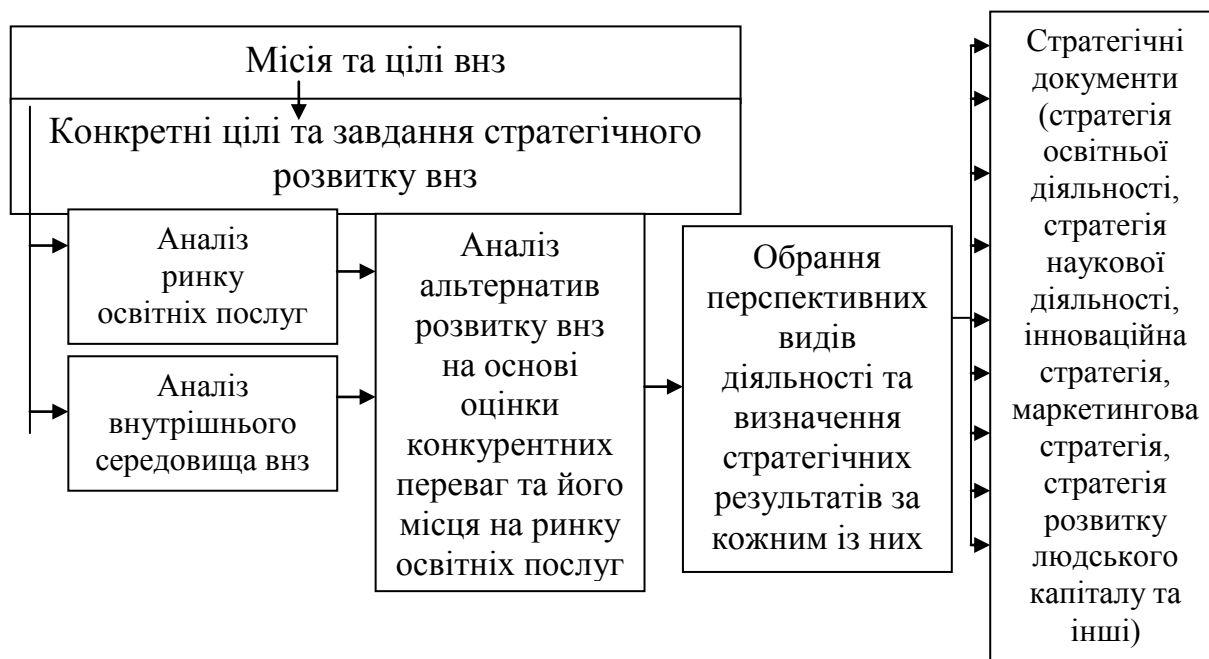 Місія та цілі внз
Конкретні цілі та завдання стратегічного
розвитку внз
Аналіз
ринку
освітніх послуг
Аналіз
внутрішнього
середовища внз
Аналіз
альтернатив
розвитку внз
на основі
оцінки
конкурентних
переваг та його
місця на ринку
освітніх послуг
Обрання
перспективних
видів
діяльності та
визначення
стратегічних
результатів за
кожним із них
Стратегічні
документи
(стратегія
освітньої
діяльності,
стратегія
наукової
діяльності,
інноваційна
стратегія,
маркетингова
стратегія,
стратегія
розвитку
людського
капіталу та
інші)